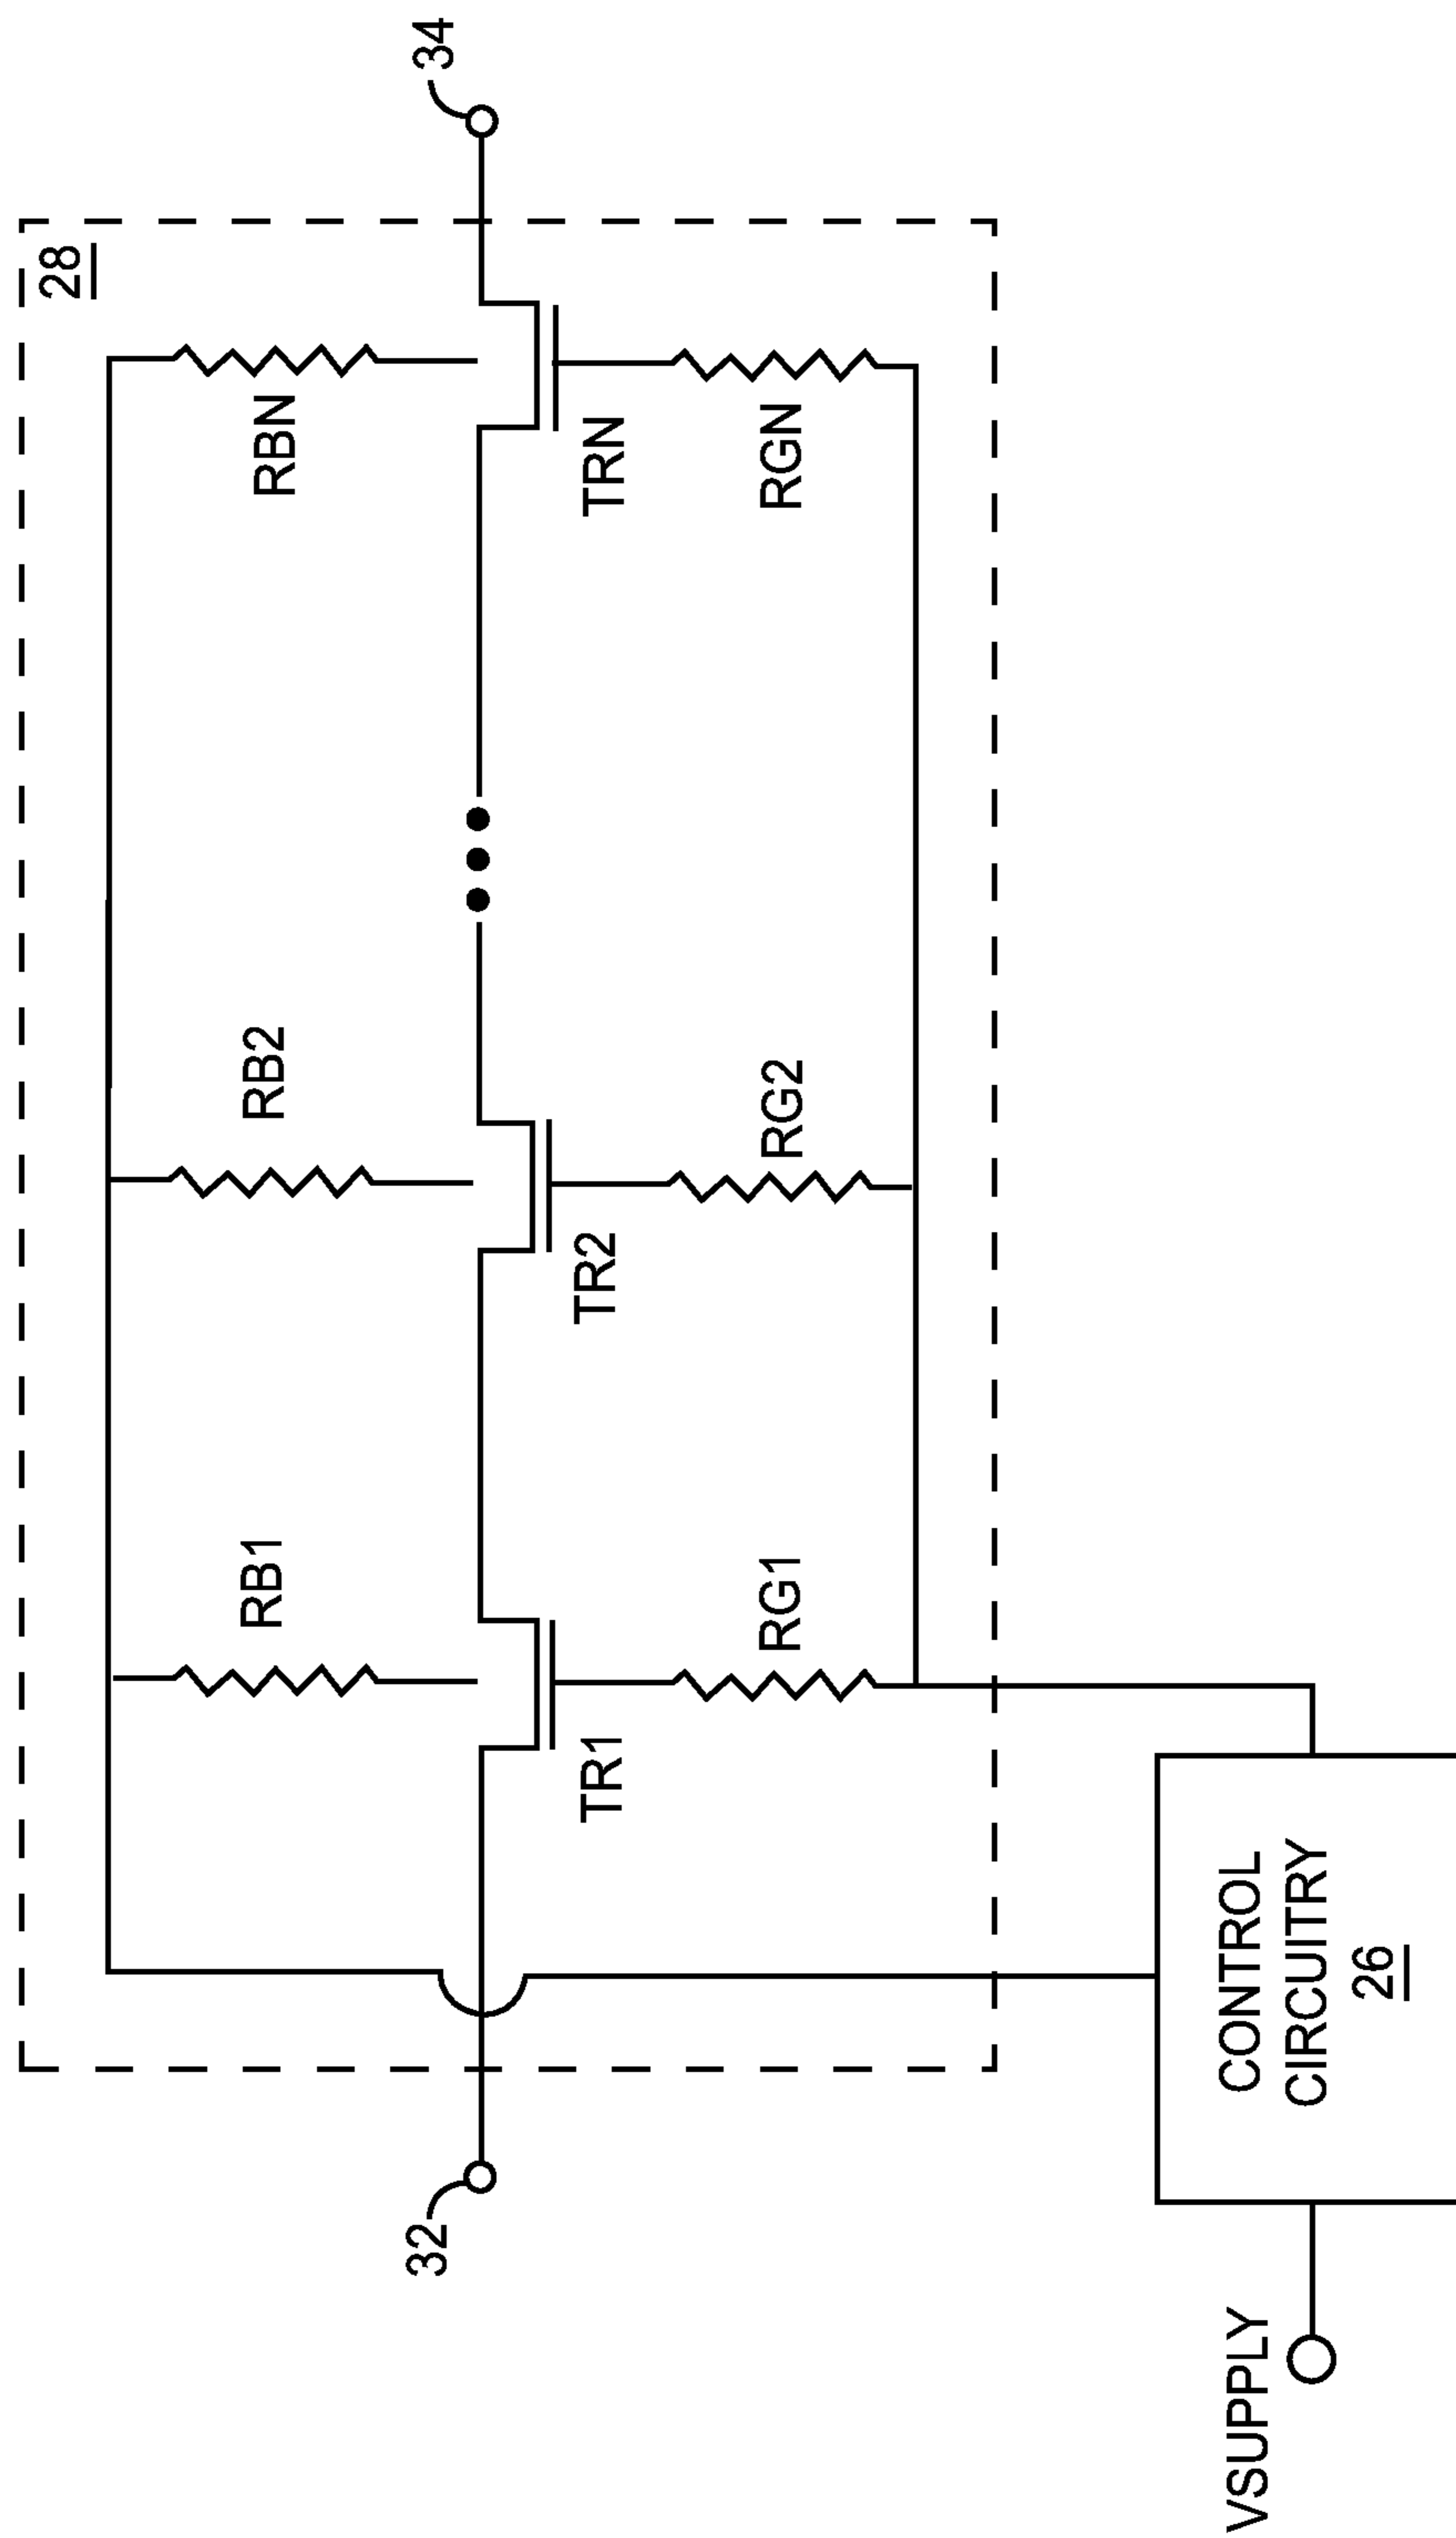 28
RB1
RB2
RBN
32
34
TR1
TR2
TRN
RG1
RG2
RGN
VSUPPLY
CONTROL
CIRCUITRY
26